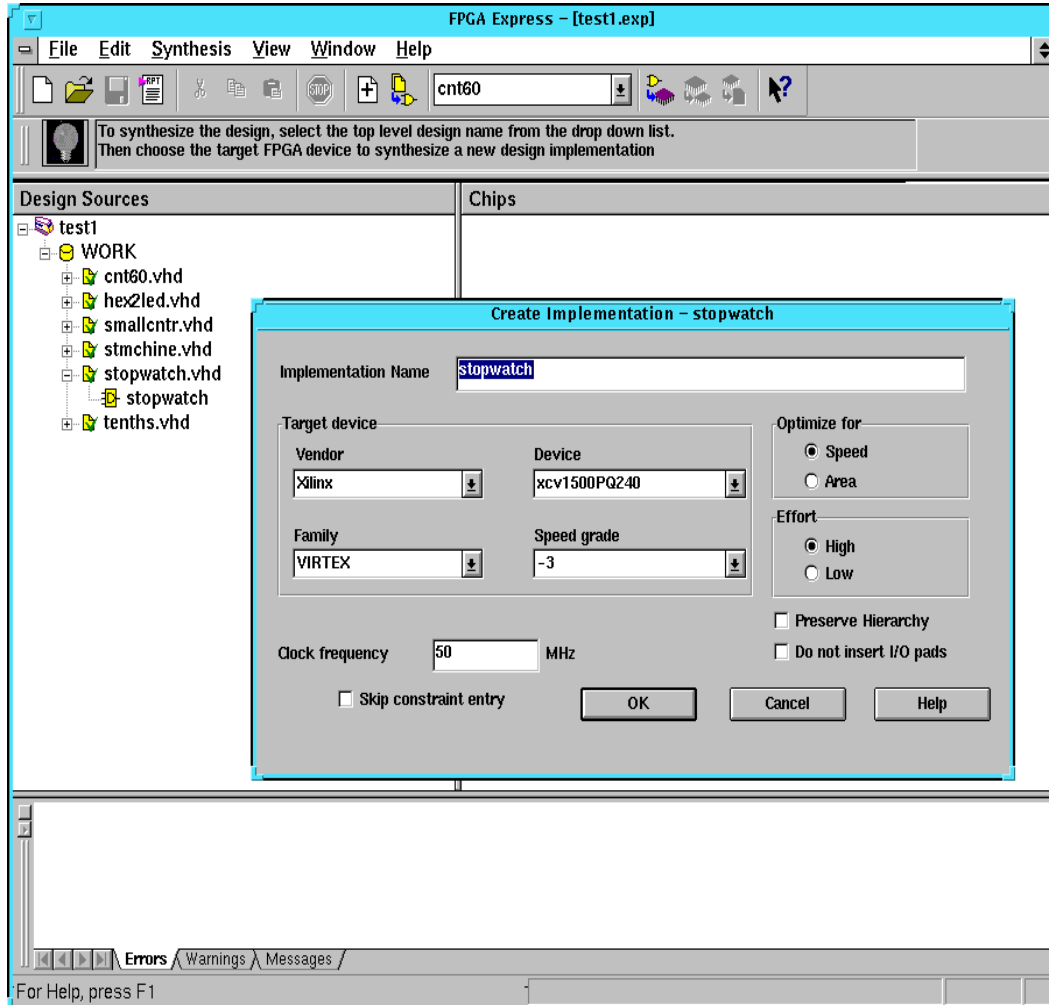 FPGA Express – [test1.exp]
File Edit Synthesis View Window Help
RPT STOP cnt60 ?
To synthesize the design, select the top level design name from the drop down list.
Then choose the target FPGA device to synthesize a new design implementation
Design Sources
Chips
test1
WORK
cnt60.vhd
hex2led.vhd
smallcntr.vhd
stmchine.vhd
stopwatch.vhd
stopwatch
tenths.vhd
Create Implementation – stopwatch
Implementation Name stopwatch
Target device
Vendor Device
Xilinx xcv1500PQ240
Family Speed grade
VIRTEX -3
Optimize for
Speed
Area
Effort
High
Low
Preserve Hierarchy
Do not insert I/O pads
Clock frequency 50 MHz
Skip constraint entry
OK Cancel Help
Errors Warnings Messages
For Help, press F1